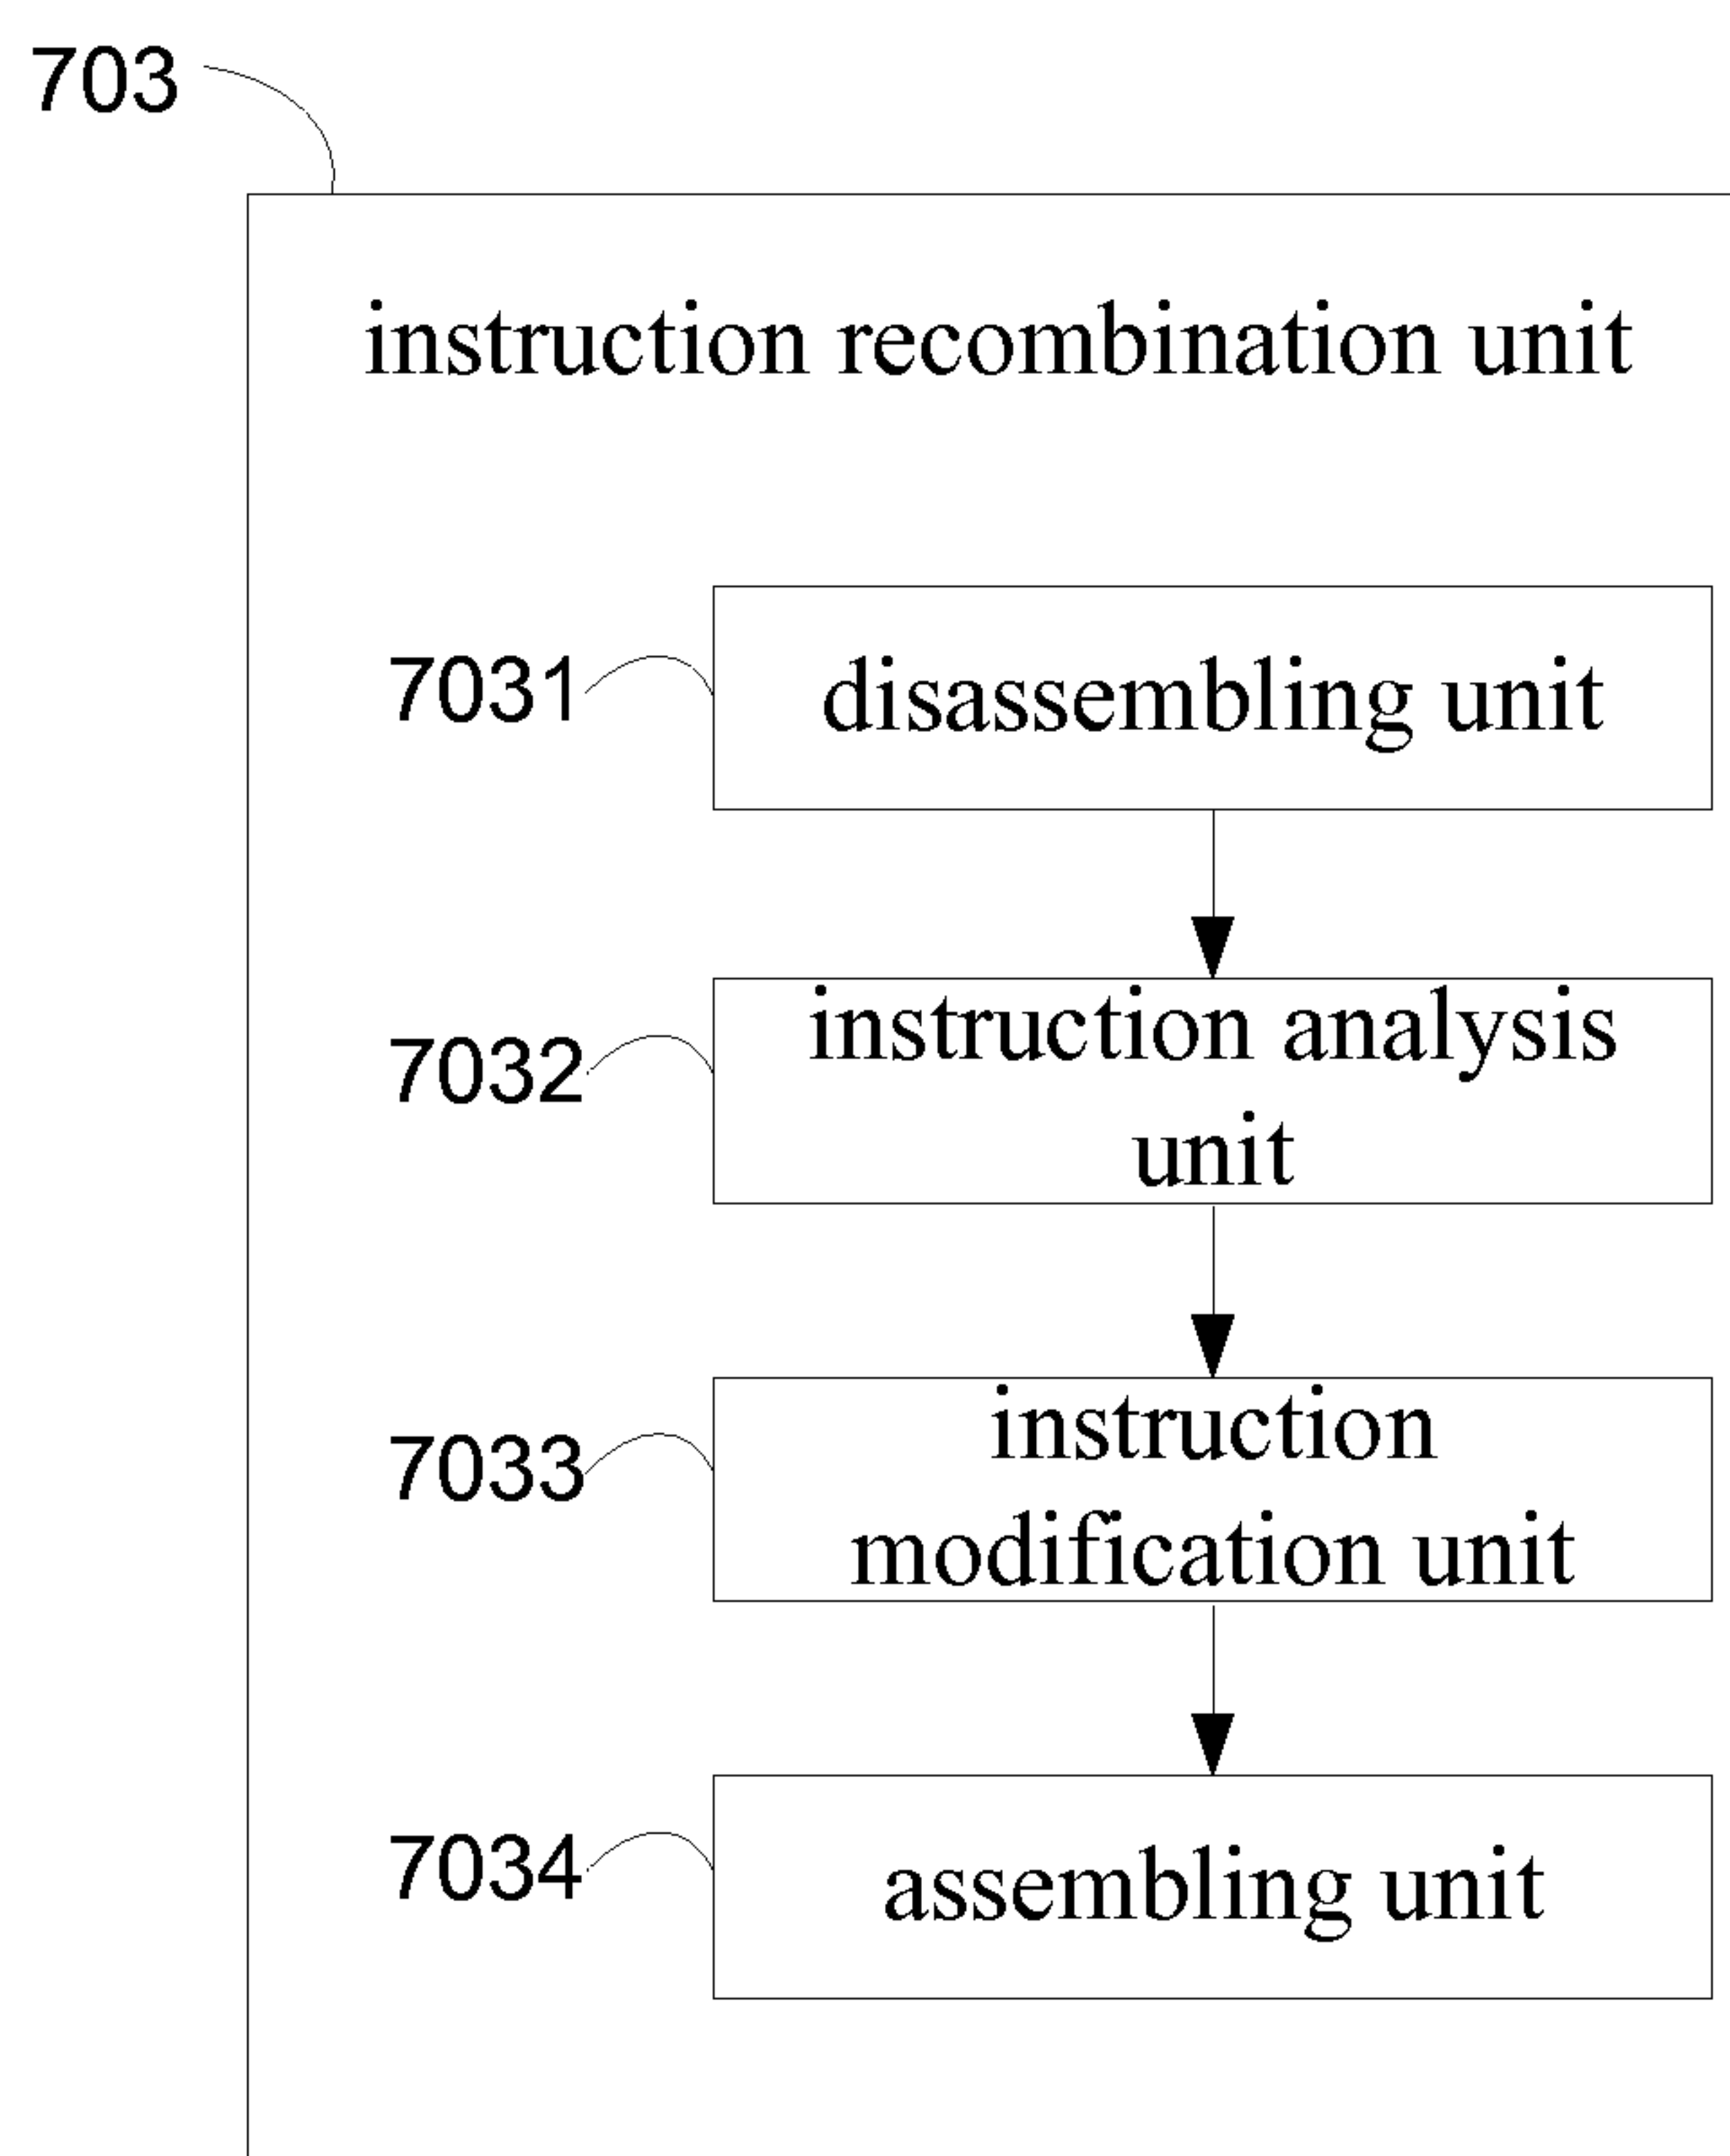 703
instruction recombination unit
7031
disassembling unit
7032
instruction analysis
unit
7033
instruction
modification unit
7034
assembling unit